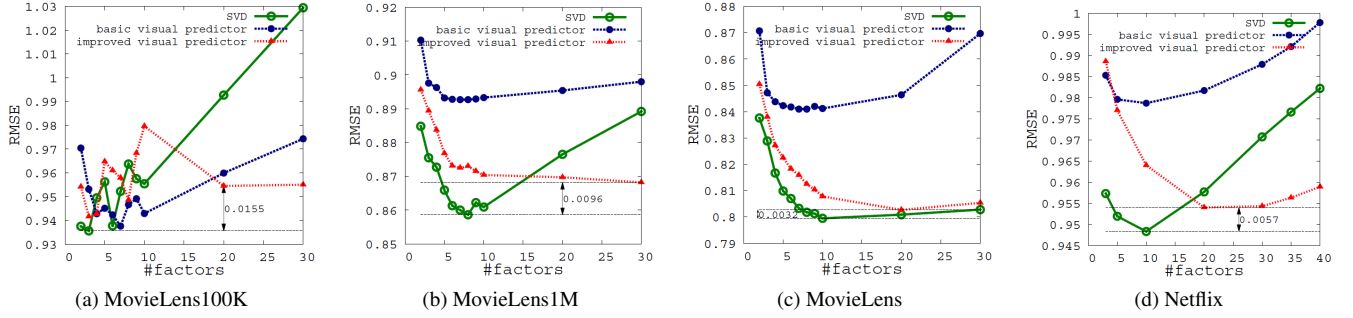 1.03
1.02
1.01
1
0.99
0.98
0.97
0.96
0.95
0.94
0.93
RMSE
SVD
basic visual predictor
improved visual predictor
0.0155
0 5 10 15 20 25 30
#factors
(a) MovieLens100K
0.92
0.91
0.9
0.89
0.88
0.87
0.86
0.85
RMSE
SVD
basic visual predictor
improved visual predictor
0.0096
0 5 10 15 20 25 30
#factors
(b) MovieLens1M
0.88
0.87
0.86
0.85
0.84
0.83
0.82
0.81
0.8
0.79
RMSE
SVD
basic visual predictor
improved visual predictor
0.0032
0 5 10 15 20 25 30
#factors
(c) MovieLens
1
0.995
0.99
0.985
0.98
0.975
0.97
0.965
0.96
0.955
0.95
0.945
RMSE
SVD
basic visual predictor
improved visual predictor
0.0057
0 5 10 15 20 25 30 35 40
#factors
(d) Netflix